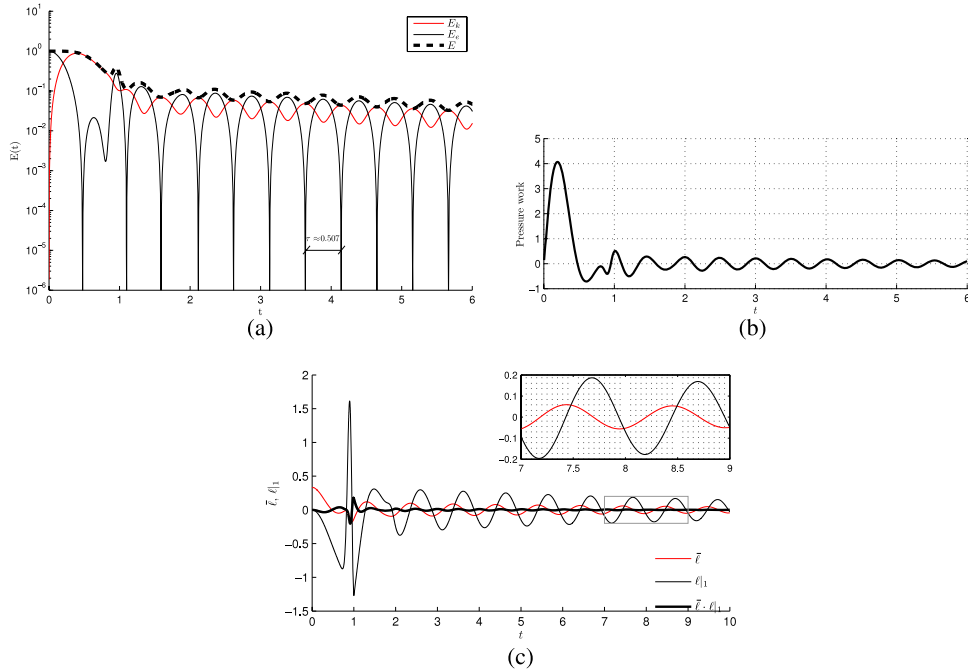 E_k
E_e
E
10^1
10^0
10^{-1}
10^{-2}
10^{-3}
10^{-4}
10^{-5}
10^{-6}
E(t)
τ ≈0.507
0 1 2 3 4 5 6
t
(a)
5
4
3
2
1
0
−1
Pressure work
0 1 2 3 4 5 6
t
(b)
2
1.5
1
0.5
0
−0.5
−1
−1.5
ℓ̄, ℓ|₁
0.2
0.1
0
−0.1
−0.2
7 7.5 8 8.5 9
ℓ̄
ℓ|₁
ℓ̄ · ℓ|₁
0 1 2 3 4 5 6 7 8 9 10
t
(c)